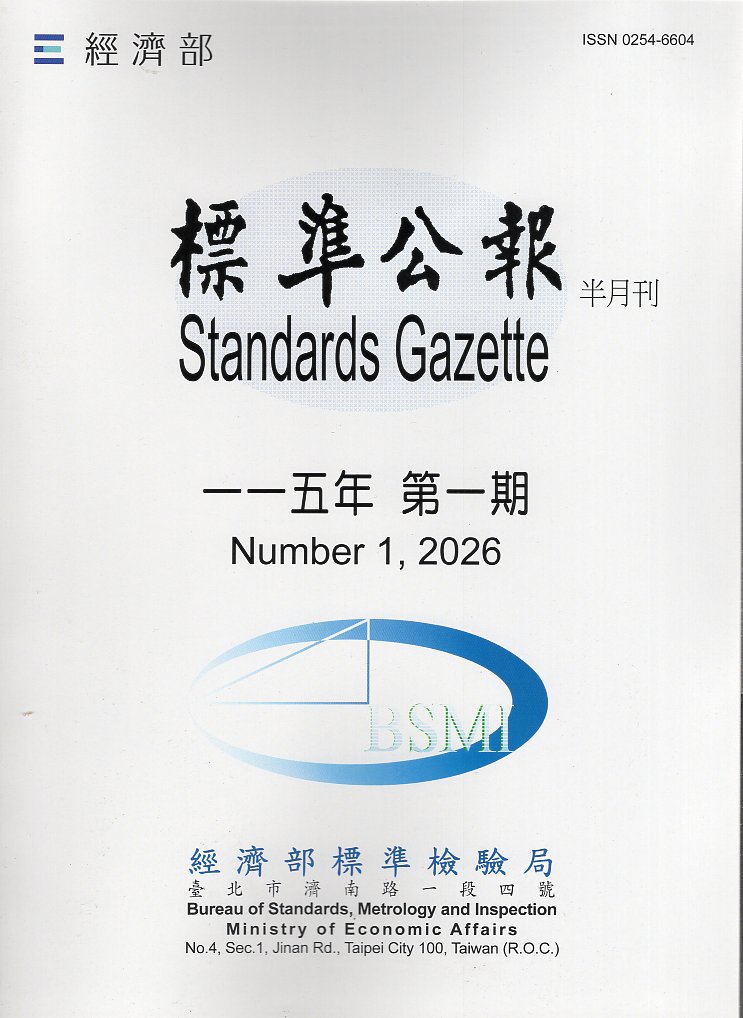 經濟部
ISSN 0254-6604
標準公報
半月刊
Standards Gazette
一一五年 第一期
Number 1, 2026
BSMI
經濟部標準檢驗局
臺北市濟南路一段四號
Bureau of Standards, Metrology and Inspection
Ministry of Economic Affairs
No.4, Sec.1, Jinan Rd., Taipei City 100, Taiwan (R.O.C.)